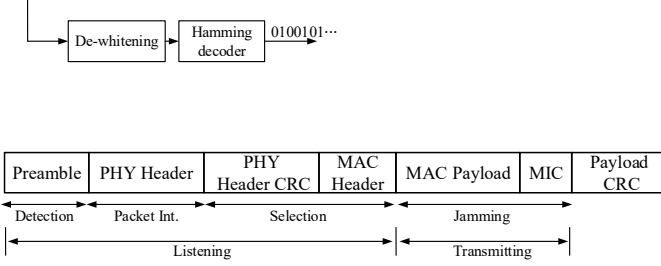 De-whitening
Hamming
decoder
0100101···
Preamble
PHY Header
PHY
Header CRC
MAC
Header
MAC Payload
MIC
Payload
CRC
Detection
Packet Int.
Selection
Jamming
Listening
Transmitting